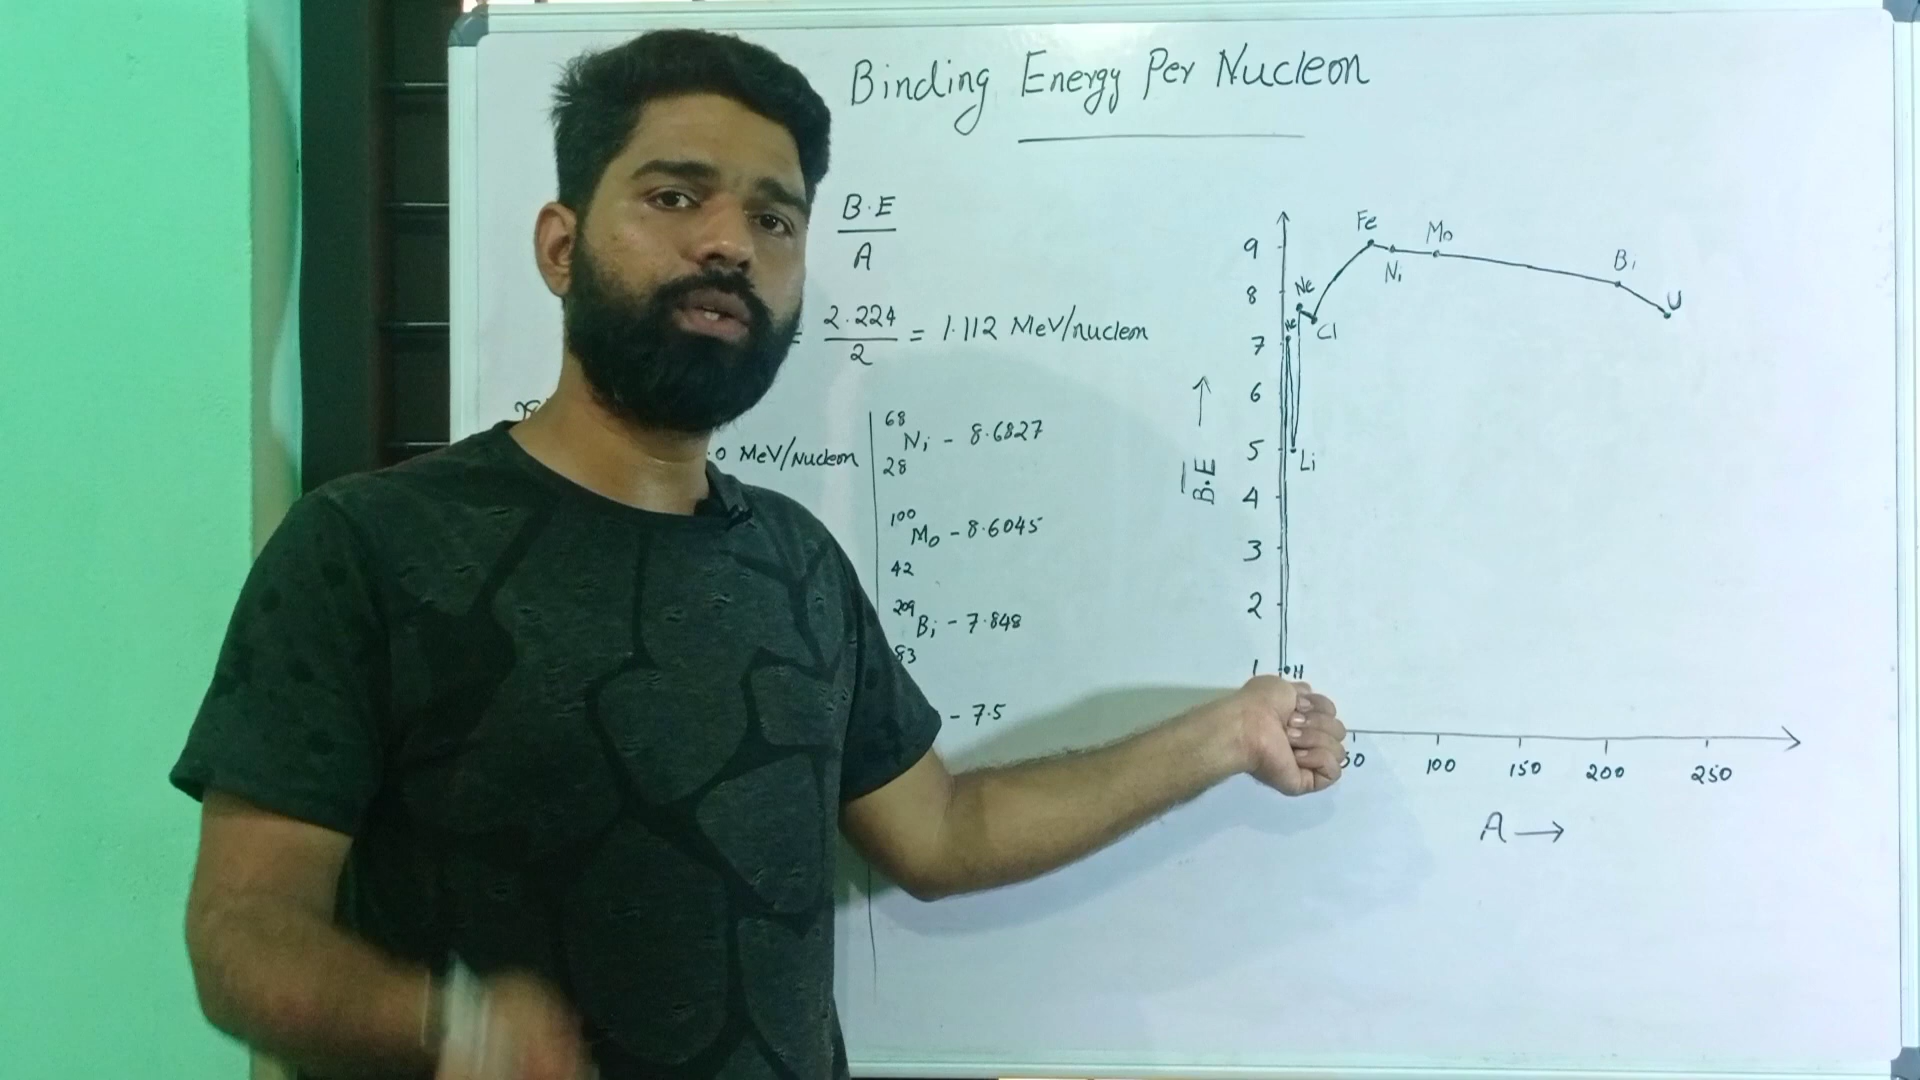 Binding Energy Per Nucleon
B.E
A
= 2.224 = 1.112 MeV/nucleon
2
.0 MeV/Nucleon
68
Ni - 8.6827
28
100
Mo - 8.6045
42
209
Bi - 7.848
83
- 7.5
9
8
7
6
5
4
3
2
1
B.E
Fe
Ni
Mo
Bi
U
Ne
He
Cl
Li
H
50
100
150
200
250
A